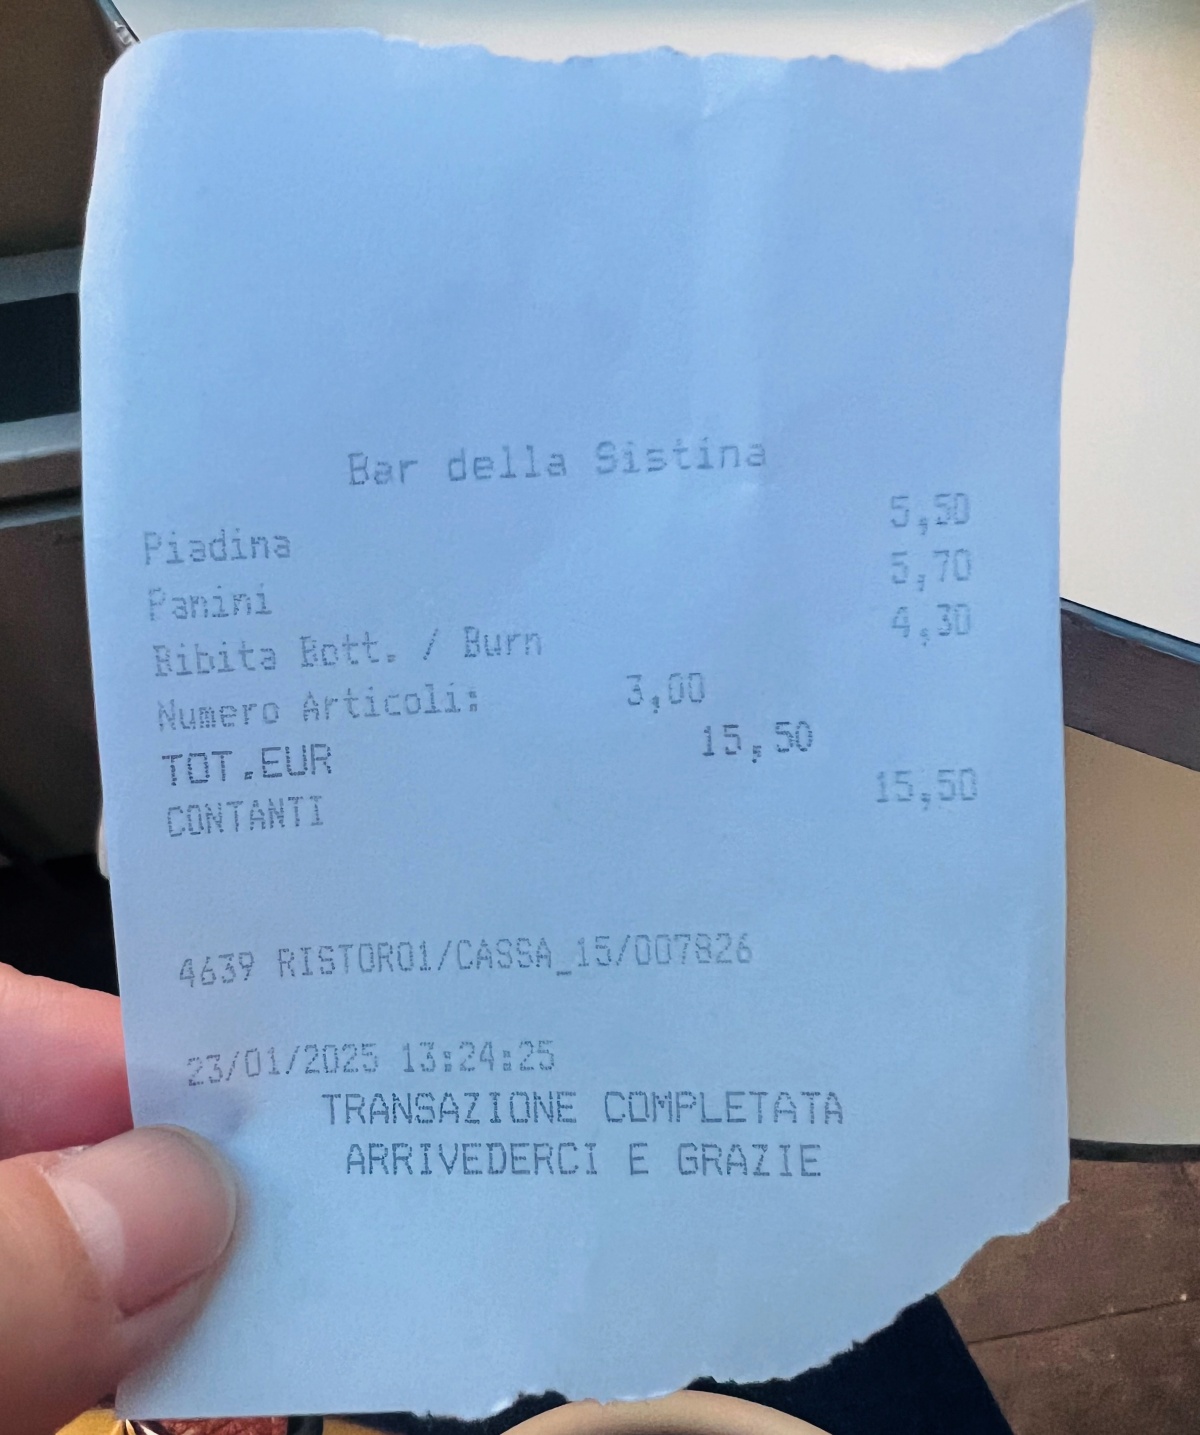 Bar della Sistina
Piadina 5,50
Panini 5,70
Bibita Bott. / Burn 4,30
Numero Articoli: 3,00
TOT.EUR 15,50
CONTANTI 15,50
4639 RISTORO1/CASSA_15/007826
23/01/2025 13:24:25
TRANSAZIONE COMPLETATA
ARRIVEDERCI E GRAZIE